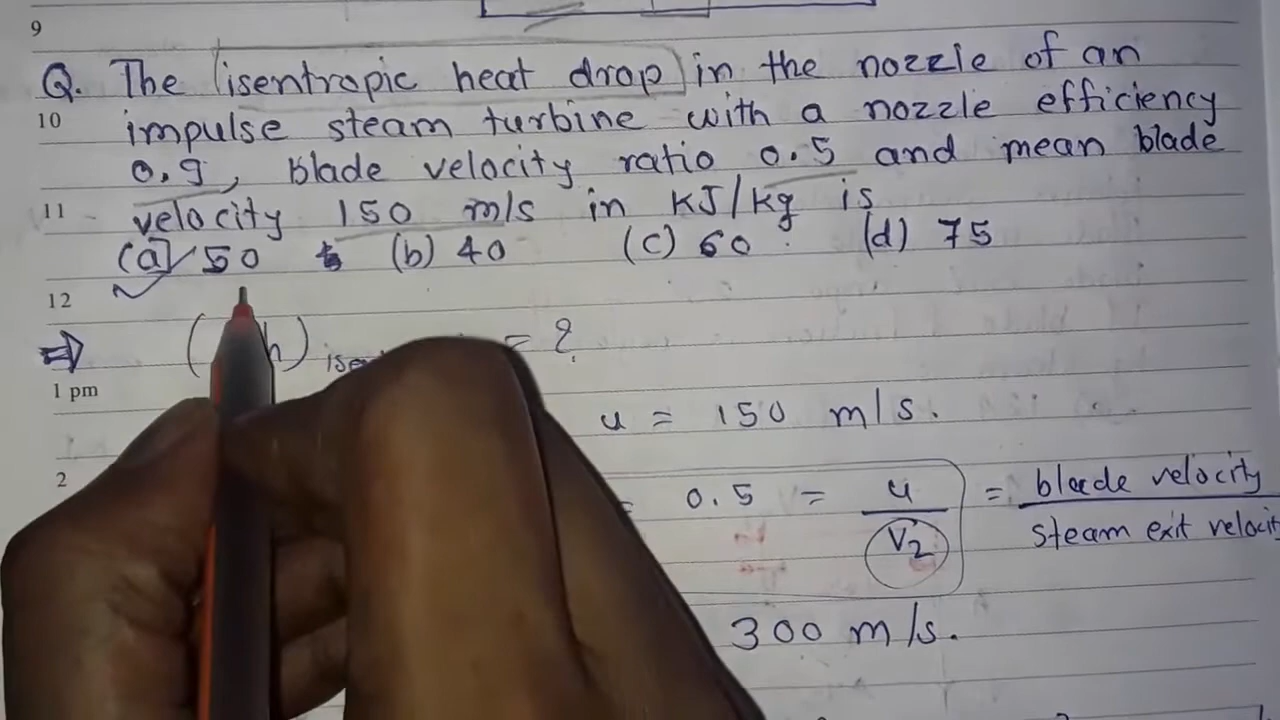 9
Q. The isentropic heat drop in the nozzle of an
10
impulse steam turbine with a nozzle efficiency
0.9, blade velocity ratio 0.5 and mean blade
11
velocity 150 m/s in KJ/kg is
(a) 50 (b) 40 (c) 60 (d) 75
12
⇒ ( h) ise = ?
1 pm
u = 150 m/s.
2
= 0.5 = u / V2 = blade velocity / steam exit velocit
300 m/s.